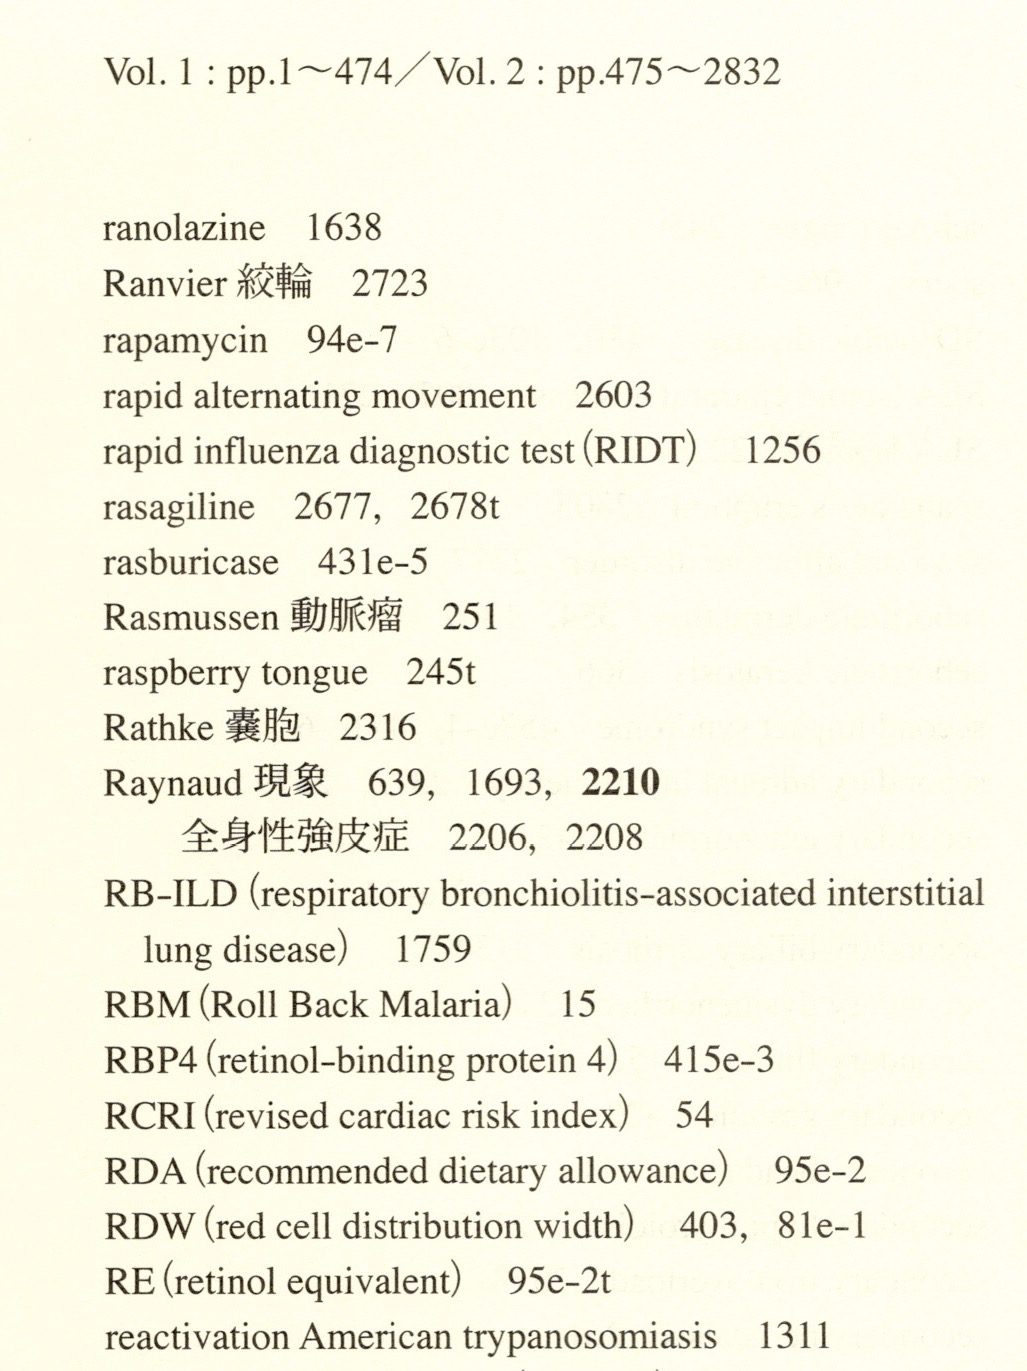 Vol. 1 : pp.1〜474／Vol. 2 : pp.475〜2832
ranolazine 1638
Ranvier 絞輪 2723
rapamycin 94e-7
rapid alternating movement 2603
rapid influenza diagnostic test (RIDT) 1256
rasagiline 2677, 2678t
rasburicase 431e-5
Rasmussen 動脈瘤 251
raspberry tongue 245t
Rathke 嚢胞 2316
Raynaud 現象 639, 1693, 2210
全身性強皮症 2206, 2208
RB-ILD (respiratory bronchiolitis-associated interstitial
lung disease) 1759
RBM (Roll Back Malaria) 15
RBP4 (retinol-binding protein 4) 415e-3
RCRI (revised cardiac risk index) 54
RDA (recommended dietary allowance) 95e-2
RDW (red cell distribution width) 403, 81e-1
RE (retinol equivalent) 95e-2t
reactivation American trypanosomiasis 1311